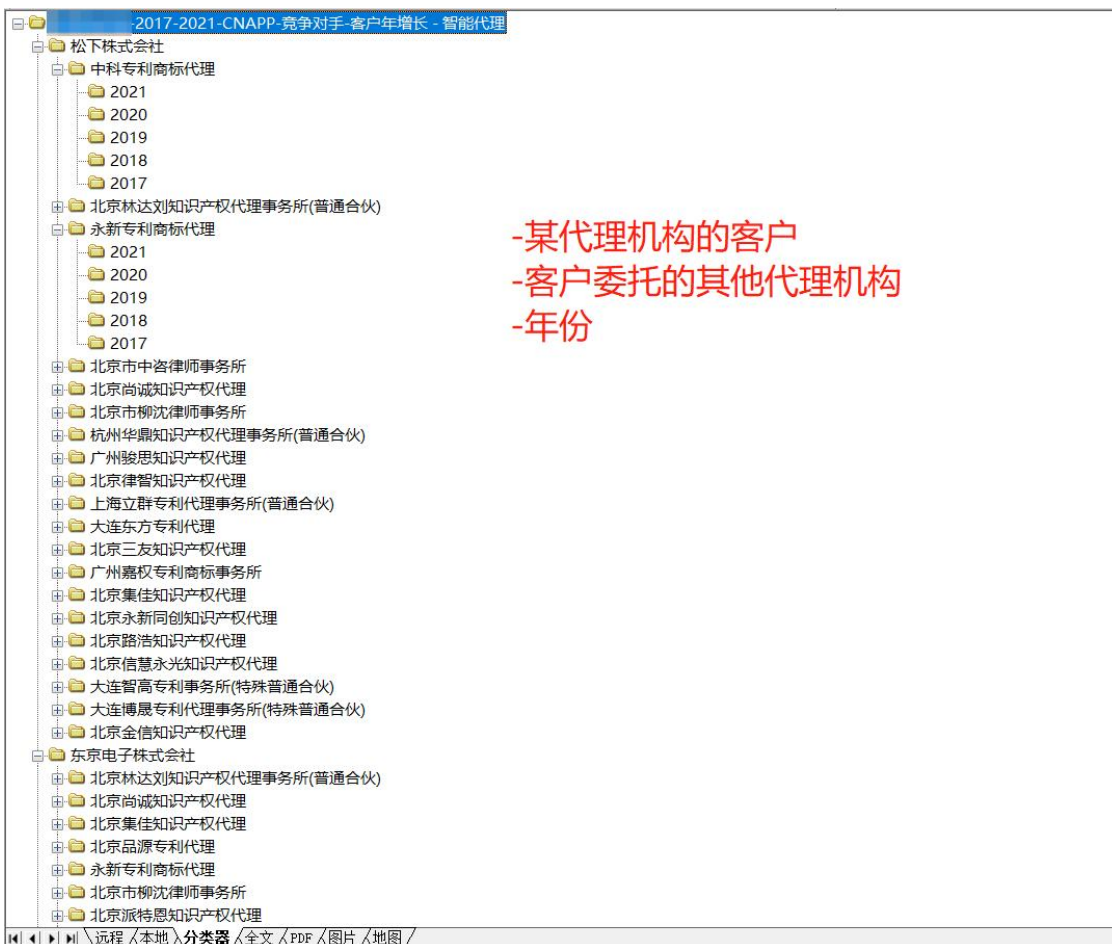 -2017-2021-CNAPP-竞争对手-客户年增长 - 智能代理
松下株式会社
中科专利商标代理
2021
2020
2019
2018
2017
北京林达刘知识产权代理事务所(普通合伙)
永新专利商标代理
2021
2020
2019
2018
2017
北京市中咨律师事务所
北京尚诚知识产权代理
北京市柳沈律师事务所
杭州华鼎知识产权代理事务所(普通合伙)
广州骏思知识产权代理
北京律智知识产权代理
上海立群专利代理事务所(普通合伙)
大连东方专利代理
北京三友知识产权代理
广州嘉权专利商标事务所
北京集佳知识产权代理
北京永新同创知识产权代理
北京路浩知识产权代理
北京信慧永光知识产权代理
大连智高专利事务所(特殊普通合伙)
大连博晟专利代理事务所(特殊普通合伙)
北京金信知识产权代理
东京电子株式会社
北京林达刘知识产权代理事务所(普通合伙)
北京尚诚知识产权代理
北京集佳知识产权代理
北京品源专利代理
永新专利商标代理
北京市柳沈律师事务所
北京派特恩知识产权代理
-某代理机构的客户
-客户委托的其他代理机构
-年份
远程 本地 分类器 全文 PDF 图片 地图